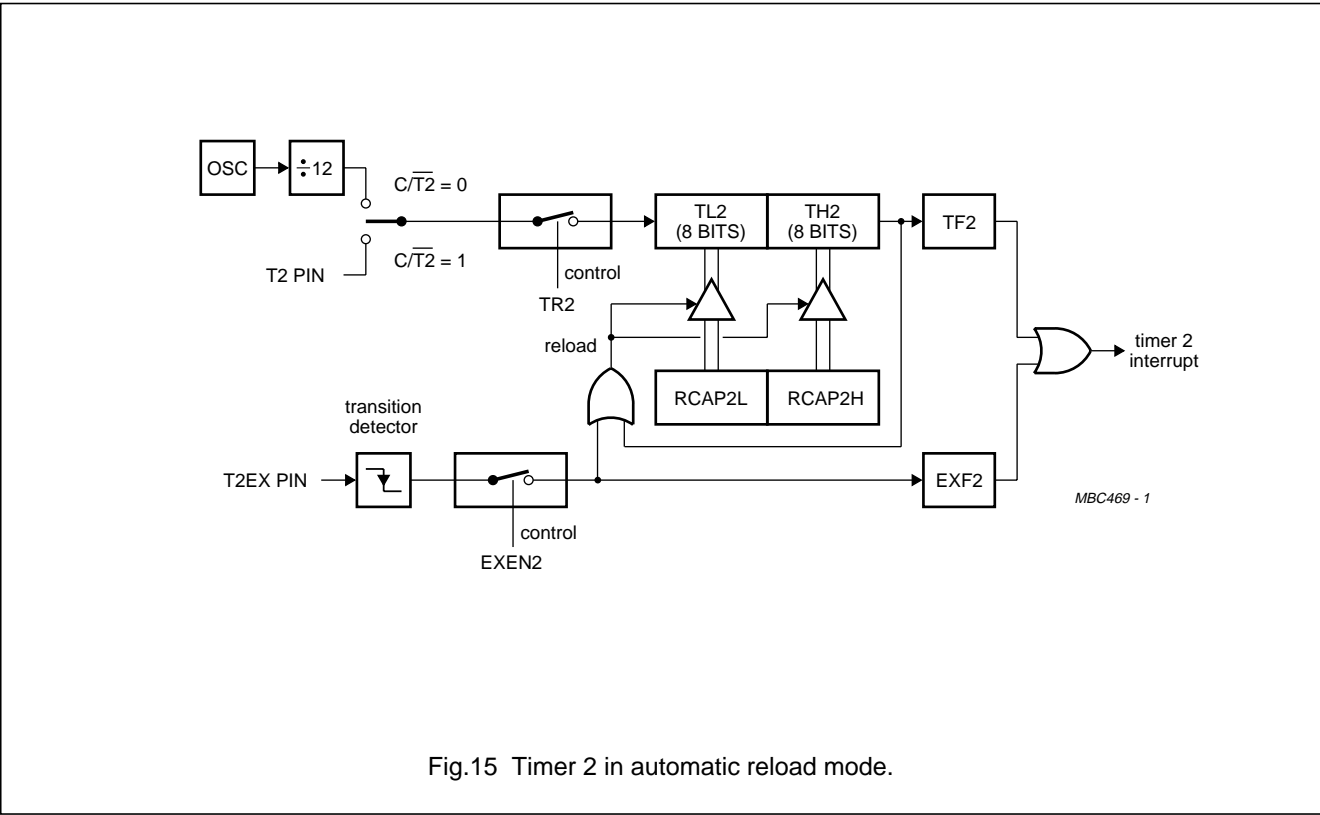 OSC
÷12
C/T2̅ = 0
C/T2̅ = 1
T2 PIN
control
TR2
TL2
(8 BITS)
TH2
(8 BITS)
TF2
reload
RCAP2L
RCAP2H
timer 2
interrupt
transition
detector
T2EX PIN
control
EXEN2
EXF2
MBC469 - 1
Fig.15 Timer 2 in automatic reload mode.